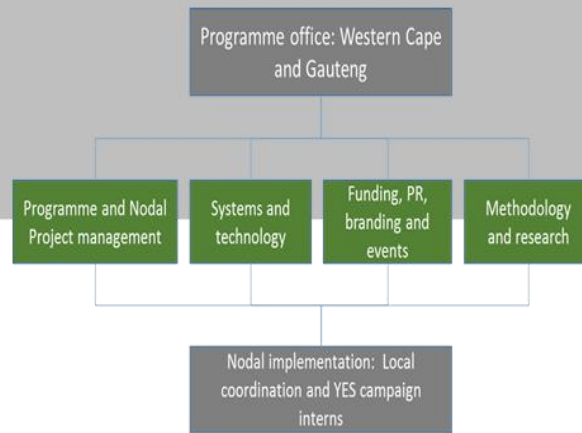 Programme office: Western Cape
and Gauteng
Programme and Nodal
Project management
Systems and
technology
Funding, PR,
branding and
events
Methodology
and research
Nodal implementation: Local
coordination and YES campaign
interns